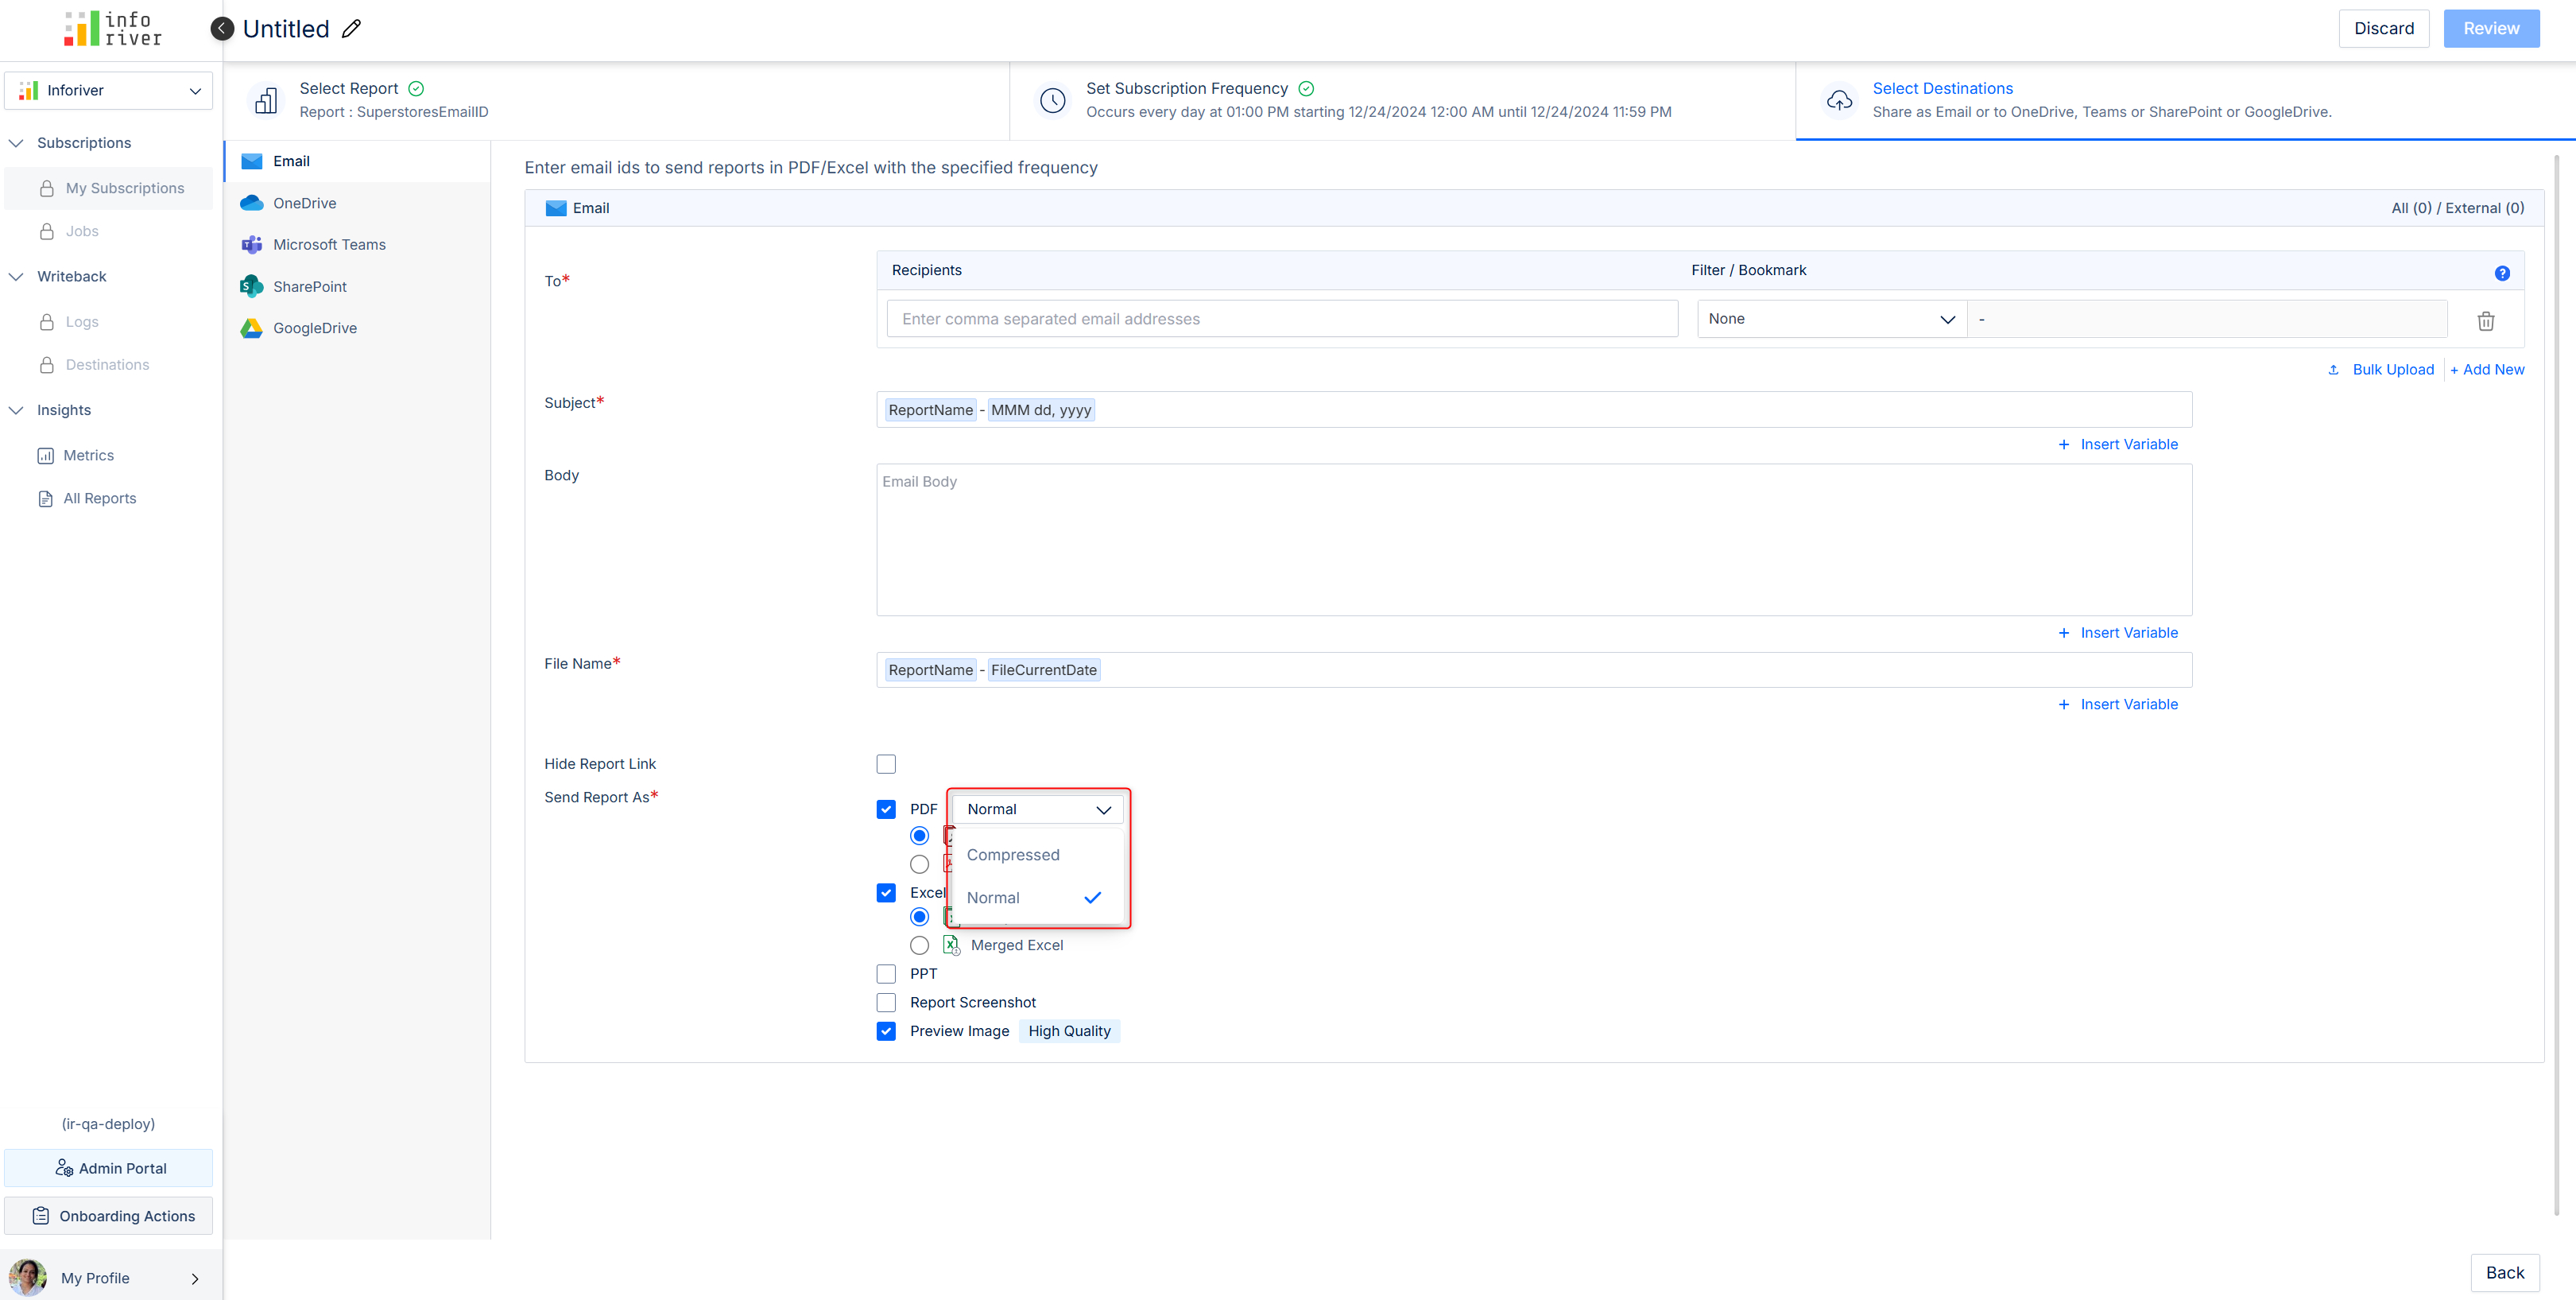 info
river
Untitled
Discard
Review
Inforiver
Select Report
Report : SuperstoresEmailID
Set Subscription Frequency
Occurs every day at 01:00 PM starting 12/24/2024 12:00 AM until 12/24/2024 11:59 PM
Select Destinations
Share as Email or to OneDrive, Teams or SharePoint or GoogleDrive.
Subscriptions
My Subscriptions
Jobs
Writeback
Logs
Destinations
Insights
Metrics
All Reports
Email
OneDrive
Microsoft Teams
SharePoint
GoogleDrive
Enter email ids to send reports in PDF/Excel with the specified frequency
Email
All (0) / External (0)
To*
Recipients
Filter / Bookmark
?
Enter comma separated email addresses
None
-
Bulk Upload
+ Add New
Subject*
ReportName - MMM dd, yyyy
+ Insert Variable
Body
Email Body
+ Insert Variable
File Name*
ReportName - FileCurrentDate
+ Insert Variable
Hide Report Link
Send Report As*
PDF
Normal
Compressed
Normal
Excel
Merged Excel
PPT
Report Screenshot
Preview Image
High Quality
(ir-qa-deploy)
Admin Portal
Onboarding Actions
My Profile
Back